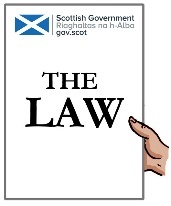 Scottish Government
Riaghaltas na h-Alba
gov.scot
THE
LAW